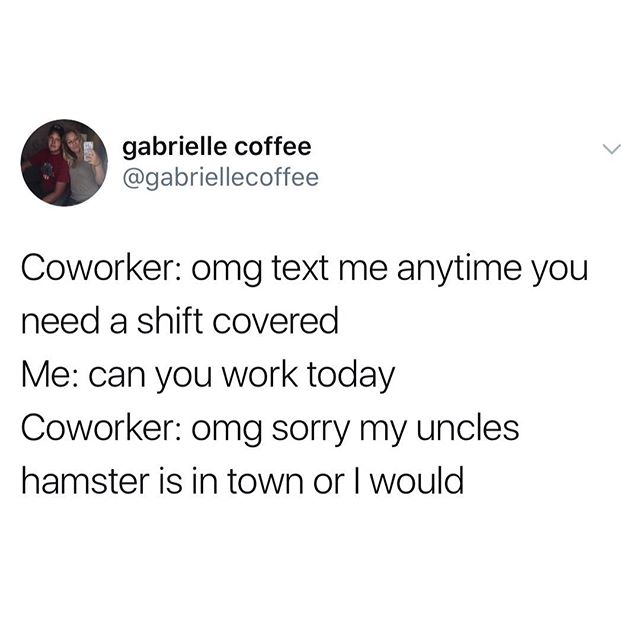 gabrielle coffee
@gabriellecoffee
Coworker: omg text me anytime you
need a shift covered
Me: can you work today
Coworker: omg sorry my uncles
hamster is in town or I would